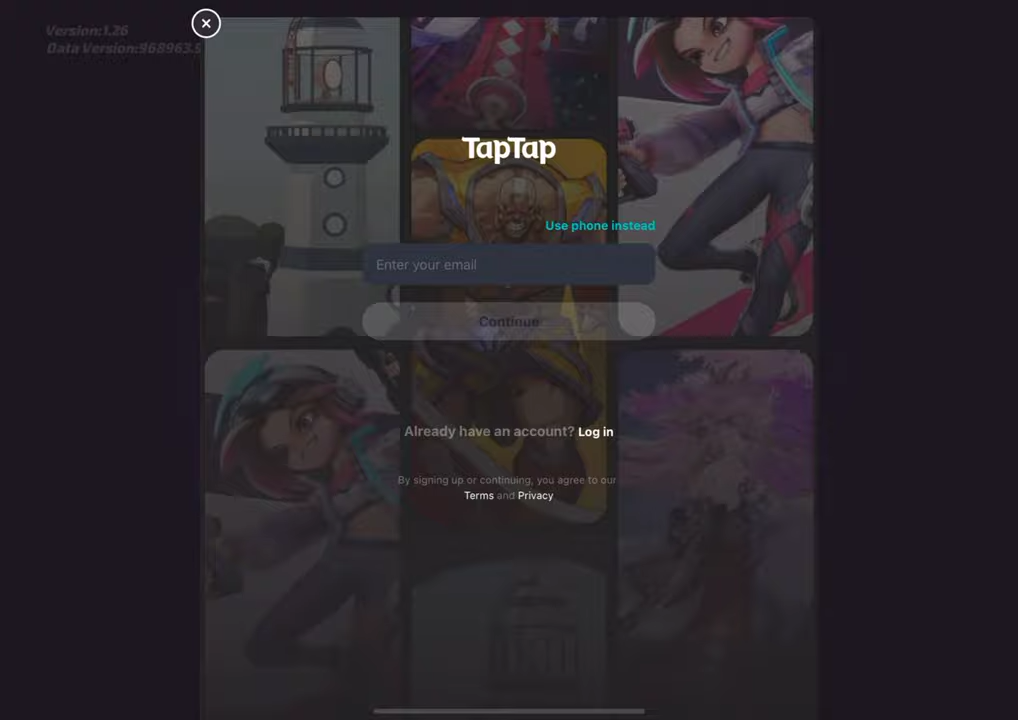 Version:1.26
Data Version:968963.
TapTap
Use phone instead
Enter your email
Continue
Already have an account? Log in
By signing up or continuing, you agree to our
Terms and Privacy